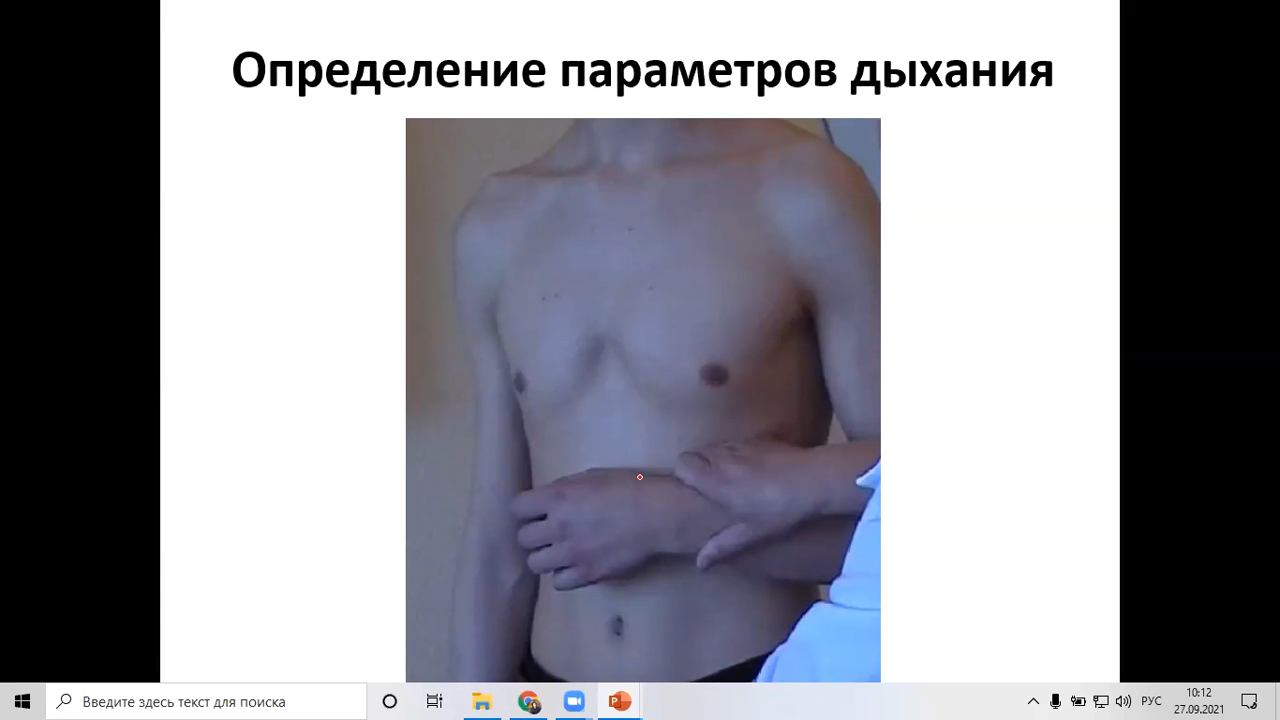 Определение параметров дыхания
Введите здесь текст для поиска
РУС
10:12
27.09.2021